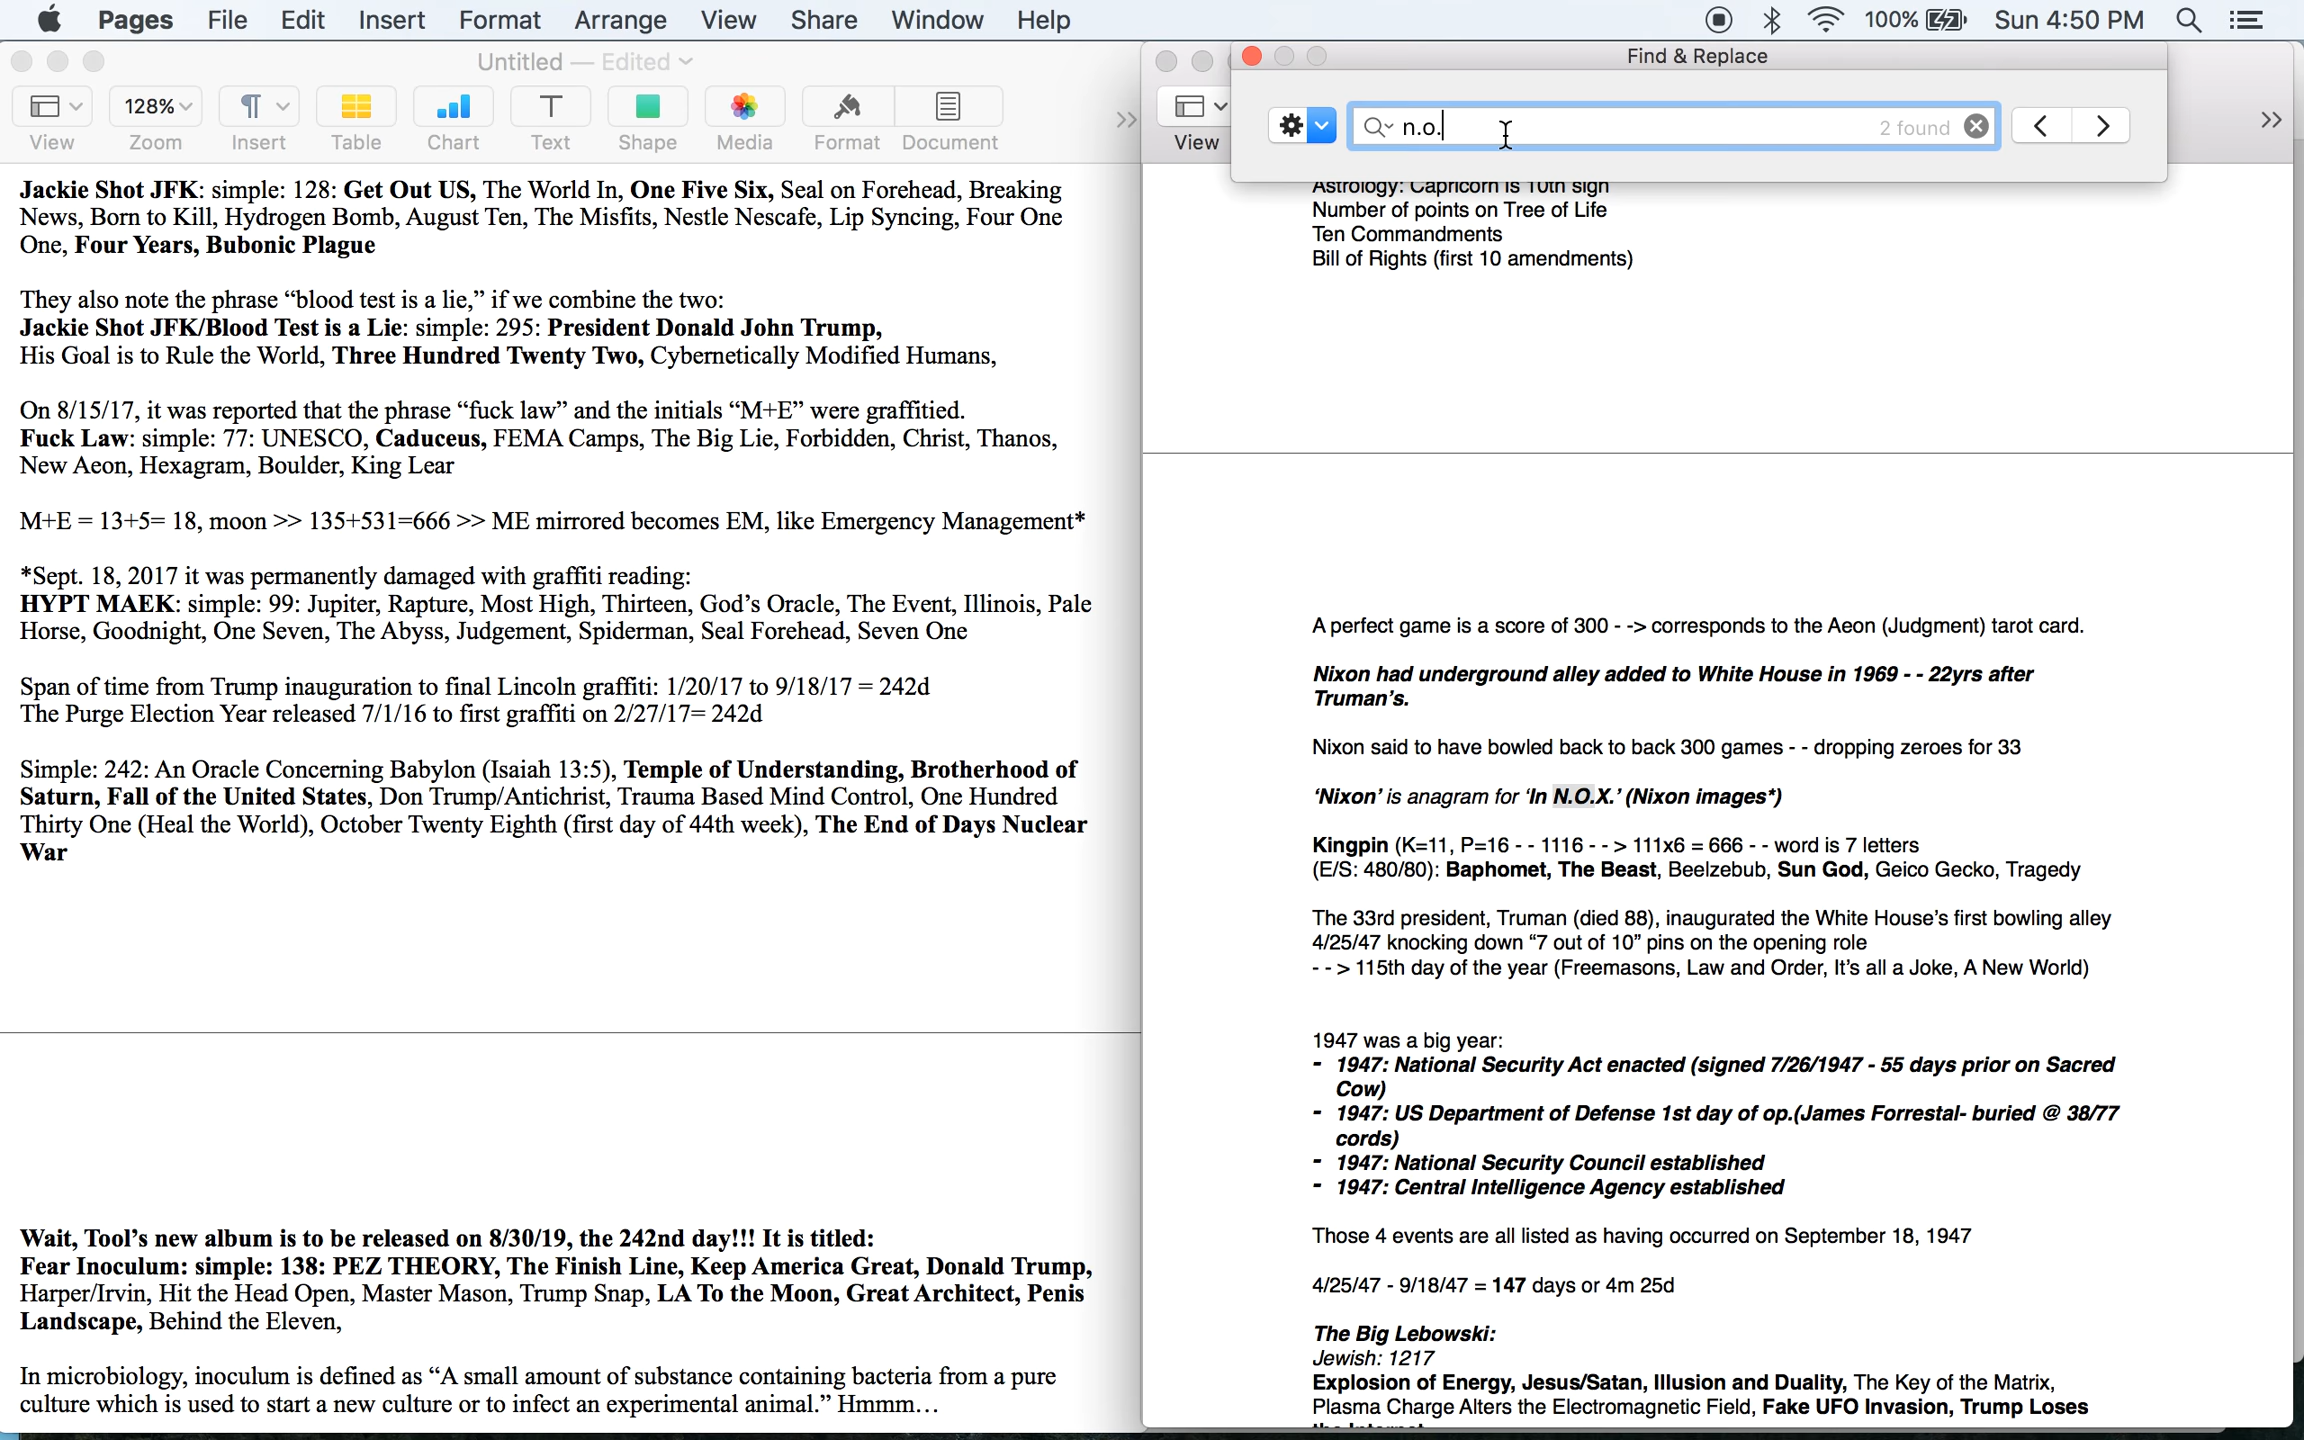 Pages File Edit Insert Format Arrange View Share Window Help 100% Sun 4:50 PM
Untitled — Edited
128%
View Zoom Insert Table Chart Text Shape Media Format Document
Jackie Shot JFK: simple: 128: Get Out US, The World In, One Five Six, Seal on Forehead, Breaking
News, Born to Kill, Hydrogen Bomb, August Ten, The Misfits, Nestle Nescafe, Lip Syncing, Four One
One, Four Years, Bubonic Plague
They also note the phrase “blood test is a lie,” if we combine the two:
Jackie Shot JFK/Blood Test is a Lie: simple: 295: President Donald John Trump,
His Goal is to Rule the World, Three Hundred Twenty Two, Cybernetically Modified Humans,
On 8/15/17, it was reported that the phrase “fuck law” and the initials “M+E” were graffitied.
Fuck Law: simple: 77: UNESCO, Caduceus, FEMA Camps, The Big Lie, Forbidden, Christ, Thanos,
New Aeon, Hexagram, Boulder, King Lear
M+E = 13+5= 18, moon >> 135+531=666 >> ME mirrored becomes EM, like Emergency Management*
*Sept. 18, 2017 it was permanently damaged with graffiti reading:
HYPT MAEK: simple: 99: Jupiter, Rapture, Most High, Thirteen, God’s Oracle, The Event, Illinois, Pale
Horse, Goodnight, One Seven, The Abyss, Judgement, Spiderman, Seal Forehead, Seven One
Span of time from Trump inauguration to final Lincoln graffiti: 1/20/17 to 9/18/17 = 242d
The Purge Election Year released 7/1/16 to first graffiti on 2/27/17= 242d
Simple: 242: An Oracle Concerning Babylon (Isaiah 13:5), Temple of Understanding, Brotherhood of
Saturn, Fall of the United States, Don Trump/Antichrist, Trauma Based Mind Control, One Hundred
Thirty One (Heal the World), October Twenty Eighth (first day of 44th week), The End of Days Nuclear
War
Wait, Tool’s new album is to be released on 8/30/19, the 242nd day!!! It is titled:
Fear Inoculum: simple: 138: PEZ THEORY, The Finish Line, Keep America Great, Donald Trump,
Harper/Irvin, Hit the Head Open, Master Mason, Trump Snap, LA To the Moon, Great Architect, Penis
Landscape, Behind the Eleven,
In microbiology, inoculum is defined as “A small amount of substance containing bacteria from a pure
culture which is used to start a new culture or to infect an experimental animal.” Hmmm…
Find & Replace
n.o. 2 found
View
Astrology: Capricorn is 10th sign
Number of points on Tree of Life
Ten Commandments
Bill of Rights (first 10 amendments)
A perfect game is a score of 300 - -> corresponds to the Aeon (Judgment) tarot card.
Nixon had underground alley added to White House in 1969 - - 22yrs after
Truman’s.
Nixon said to have bowled back to back 300 games - - dropping zeroes for 33
‘Nixon’ is anagram for ‘In N.O.X.’ (Nixon images*)
Kingpin (K=11, P=16 - - 1116 - - > 111x6 = 666 - - word is 7 letters
(E/S: 480/80): Baphomet, The Beast, Beelzebub, Sun God, Geico Gecko, Tragedy
The 33rd president, Truman (died 88), inaugurated the White House’s first bowling alley
4/25/47 knocking down “7 out of 10” pins on the opening role
- - > 115th day of the year (Freemasons, Law and Order, It’s all a Joke, A New World)
1947 was a big year:
- 1947: National Security Act enacted (signed 7/26/1947 - 55 days prior on Sacred
Cow)
- 1947: US Department of Defense 1st day of op.(James Forrestal- buried @ 38/77
cords)
- 1947: National Security Council established
- 1947: Central Intelligence Agency established
Those 4 events are all listed as having occurred on September 18, 1947
4/25/47 - 9/18/47 = 147 days or 4m 25d
The Big Lebowski:
Jewish: 1217
Explosion of Energy, Jesus/Satan, Illusion and Duality, The Key of the Matrix,
Plasma Charge Alters the Electromagnetic Field, Fake UFO Invasion, Trump Loses